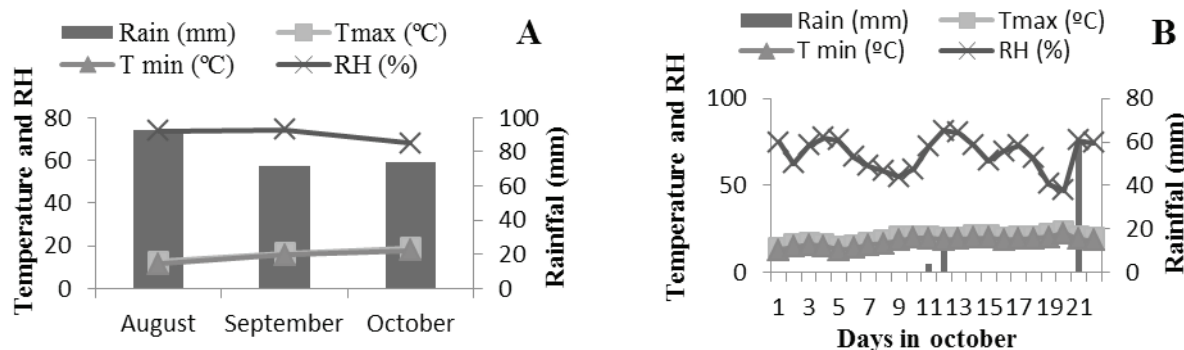 Rain (mm) Tmax (ºC) A
T min (ºC) RH (%)
Temperature and RH
80
60
40
20
0
100
80
60
40
20
0
Rainffal (mm)
August September October
Rain (mm) Tmax (ºC) B
T min (ºC) RH (%)
Temperature and RH
100
50
0
80
60
40
20
0
Rainffal (mm)
1 3 5 7 9 11 13 15 17 19 21
Days in october